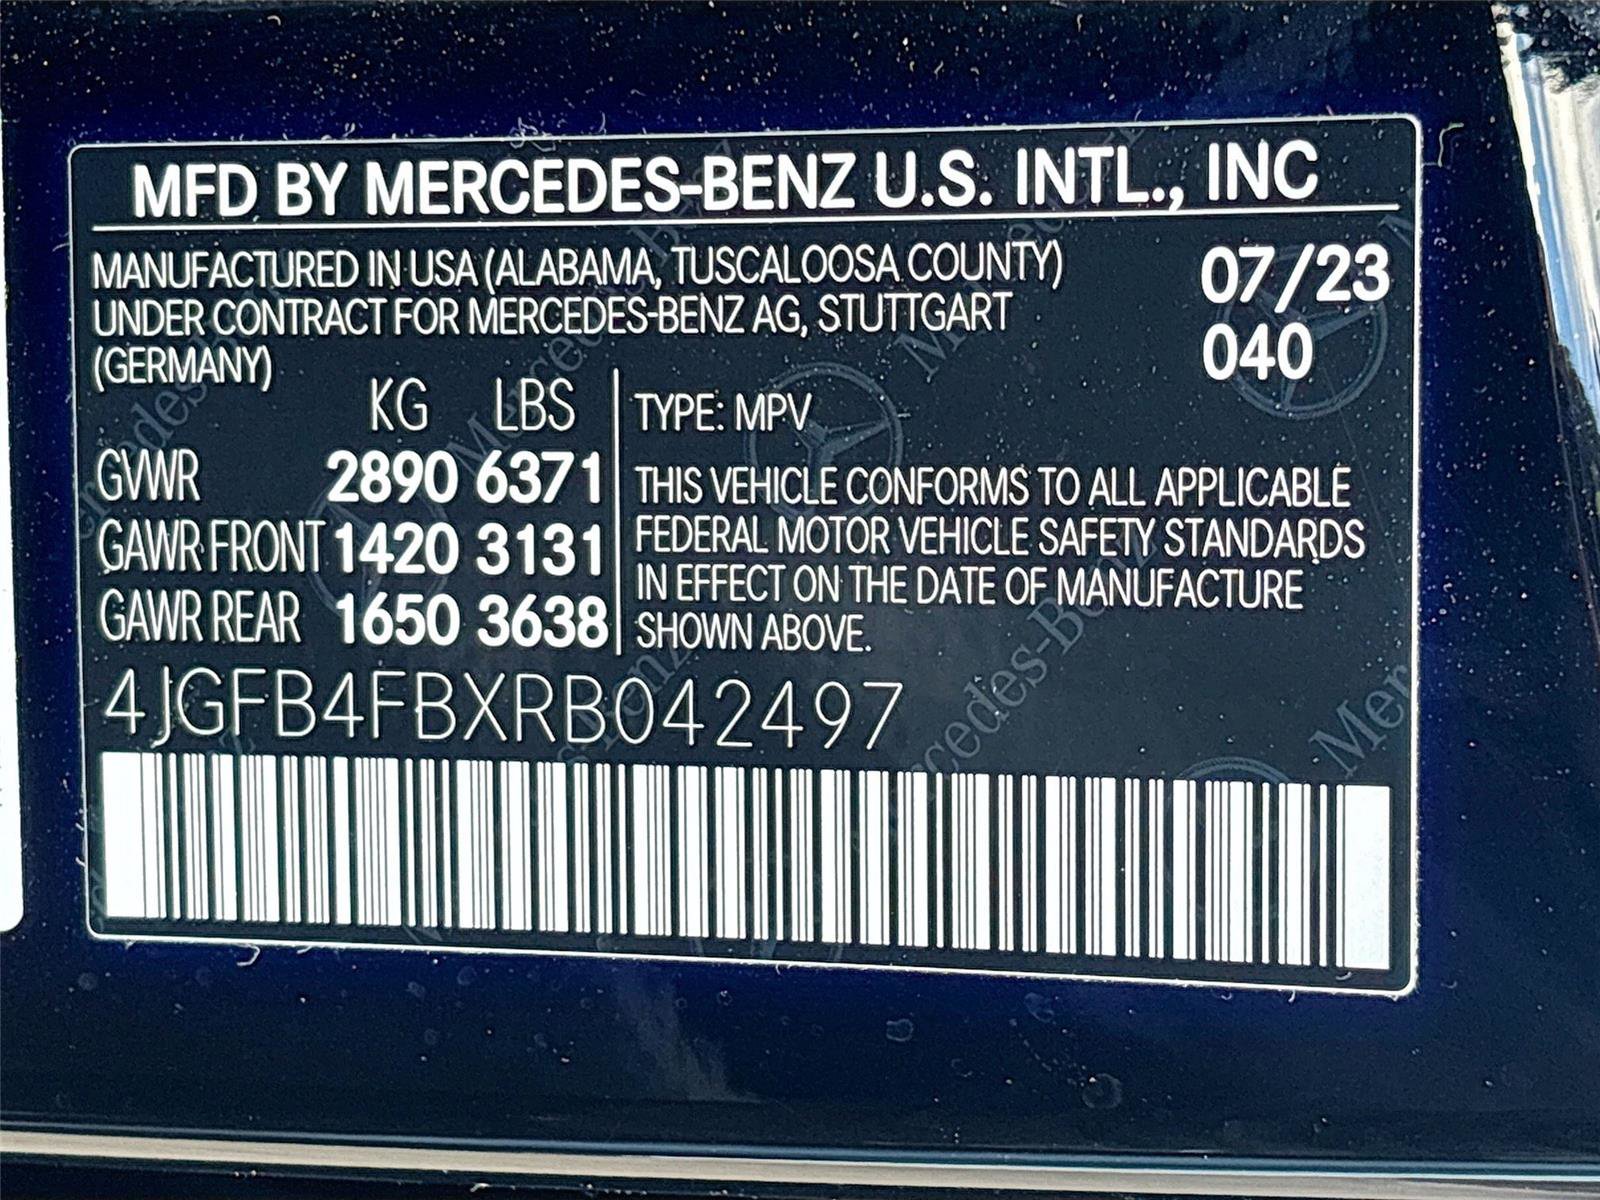 MFD BY MERCEDES-BENZ U.S. INTL., INC
MANUFACTURED IN USA (ALABAMA, TUSCALOOSA COUNTY)
UNDER CONTRACT FOR MERCEDES-BENZ AG, STUTTGART
(GERMANY)
07/23
040
KG LBS
GVWR 2890 6371
GAWR FRONT 1420 3131
GAWR REAR 1650 3638
TYPE: MPV
THIS VEHICLE CONFORMS TO ALL APPLICABLE
FEDERAL MOTOR VEHICLE SAFETY STANDARDS
IN EFFECT ON THE DATE OF MANUFACTURE
SHOWN ABOVE.
4JGFB4FBXRB042497